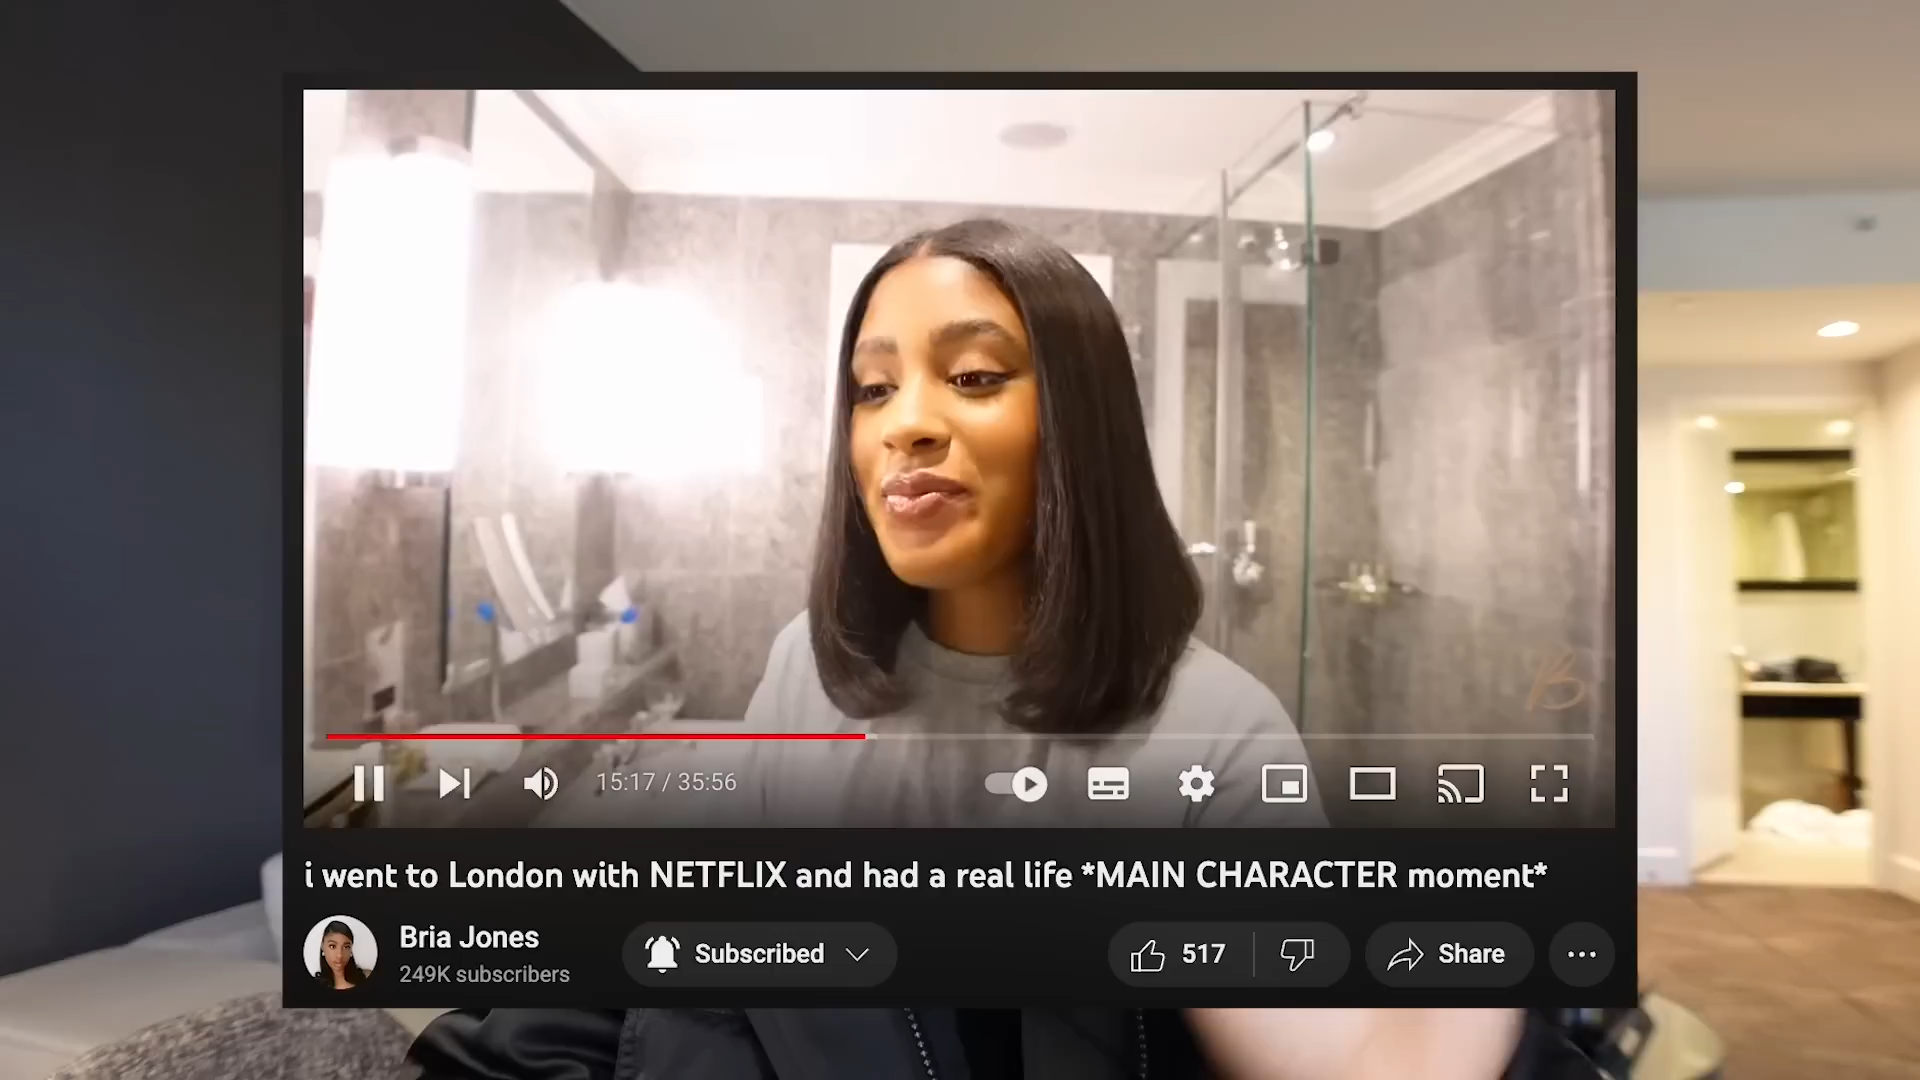 B
15:17 / 35:56
i went to London with NETFLIX and had a real life *MAIN CHARACTER moment*
Bria Jones
249K subscribers
Subscribed
517
Share